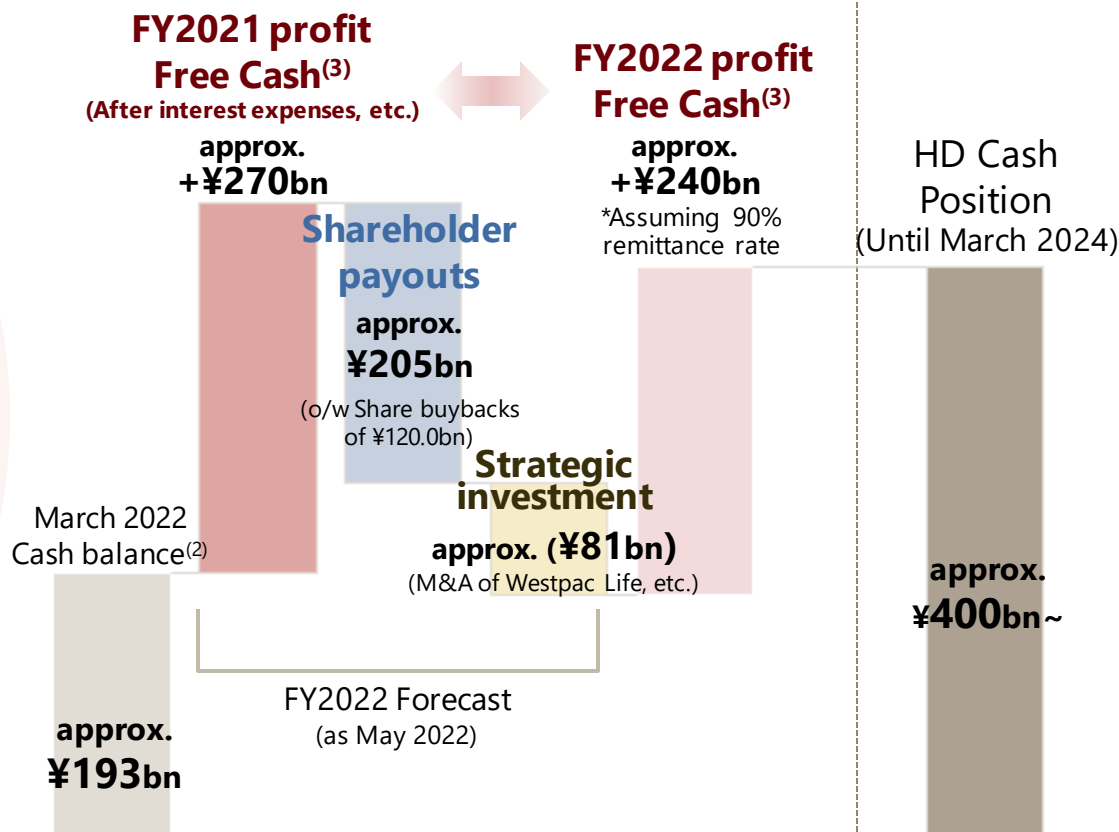 FY2021 profit
Free Cash(3)
(After interest expenses, etc.)
approx.
+¥270bn
FY2022 profit
Free Cash(3)
approx.
+¥240bn
*Assuming 90%
remittance rate
HD Cash
Position
(Until March 2024)
Shareholder
payouts
approx.
¥205bn
(o/w Share buybacks
of ¥120.0bn)
Strategic
investment
approx. (¥81bn)
(M&A of Westpac Life, etc.)
March 2022
Cash balance(2)
approx.
¥193bn
FY2022 Forecast
(as May 2022)
approx.
¥400bn~